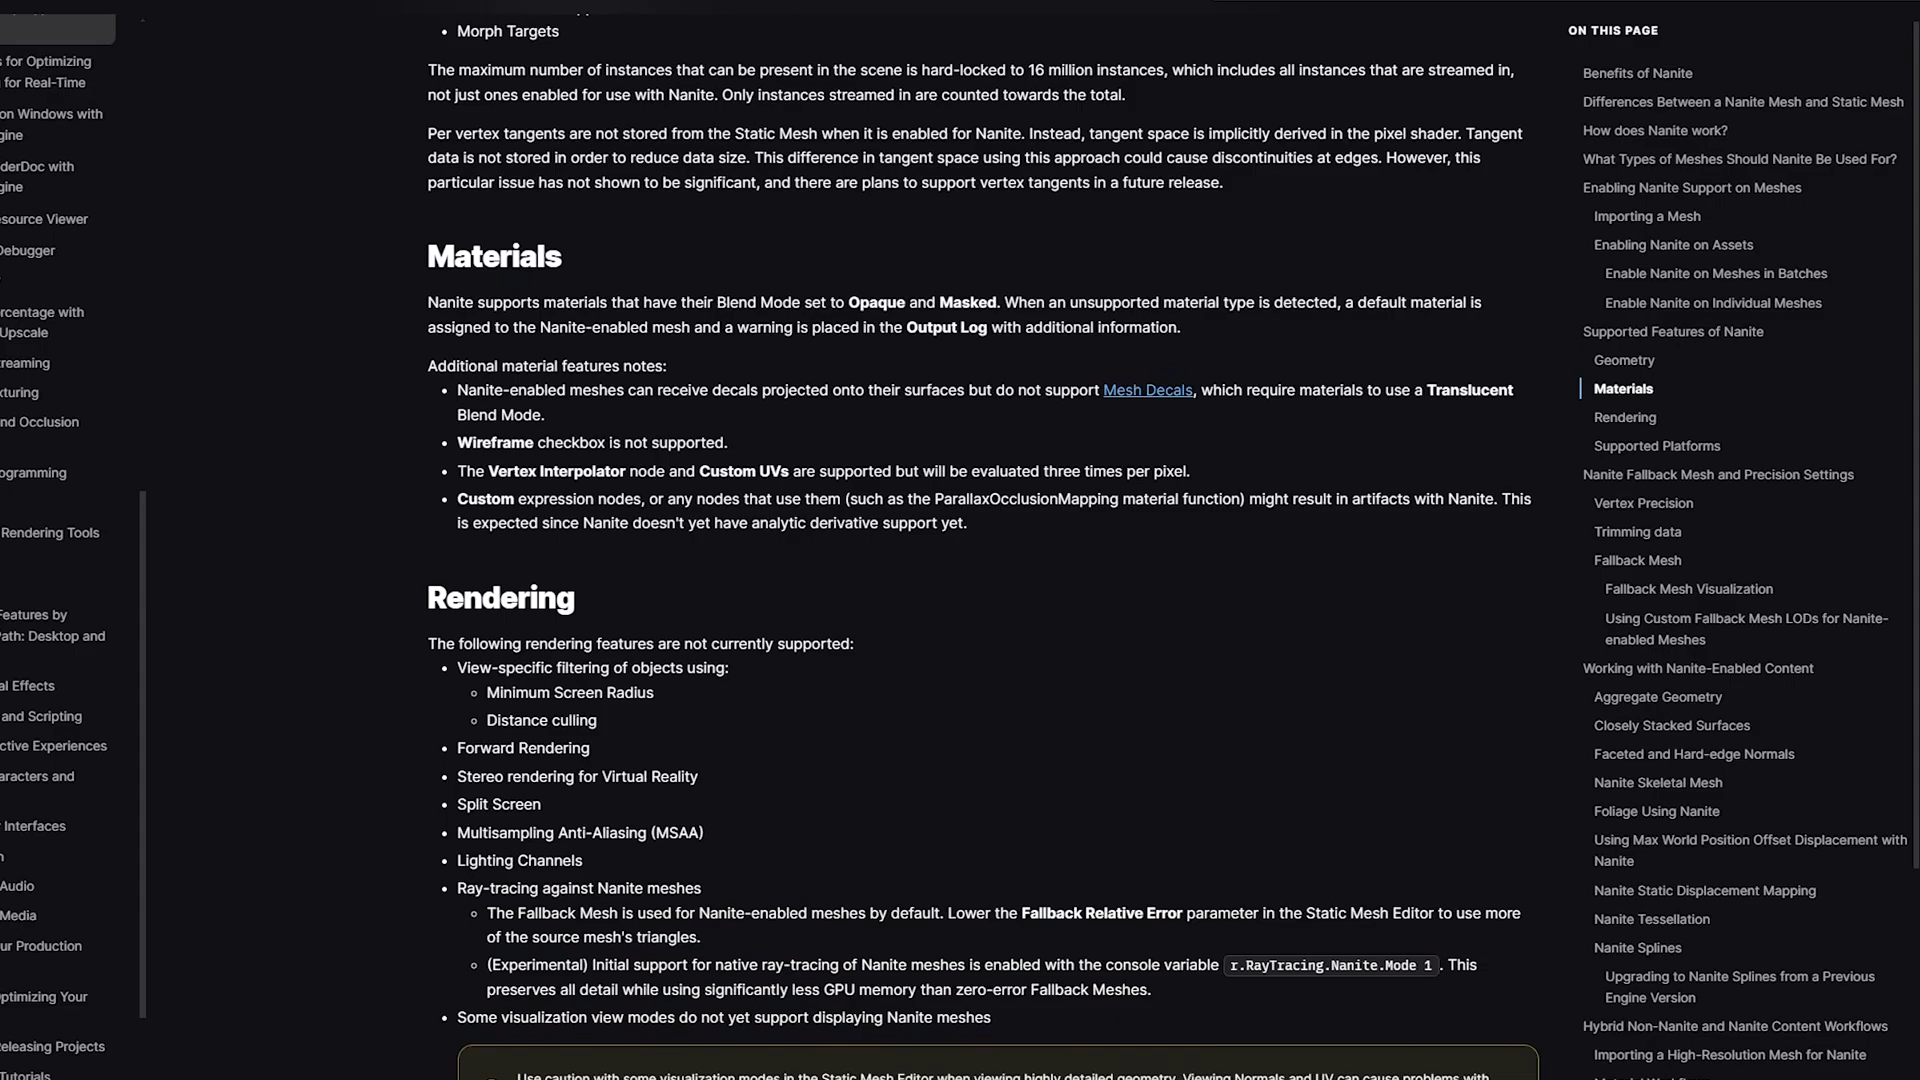 s for Optimizing
for Real-Time
on Windows with
gine
derDoc with
gine
esource Viewer
Debugger
rcentage with
Upscale
reaming
xturing
nd Occlusion
ogramming
Rendering Tools
Features by
Path: Desktop and
al Effects
and Scripting
ctive Experiences
aracters and
r Interfaces
n
Audio
Media
ur Production
ptimizing Your
eleasing Projects
Tutorials
• Morph Targets
The maximum number of instances that can be present in the scene is hard-locked to 16 million instances, which includes all instances that are streamed in,
not just ones enabled for use with Nanite. Only instances streamed in are counted towards the total.
Per vertex tangents are not stored from the Static Mesh when it is enabled for Nanite. Instead, tangent space is implicitly derived in the pixel shader. Tangent
data is not stored in order to reduce data size. This difference in tangent space using this approach could cause discontinuities at edges. However, this
particular issue has not shown to be significant, and there are plans to support vertex tangents in a future release.
Materials
Nanite supports materials that have their Blend Mode set to Opaque and Masked. When an unsupported material type is detected, a default material is
assigned to the Nanite-enabled mesh and a warning is placed in the Output Log with additional information.
Additional material features notes:
• Nanite-enabled meshes can receive decals projected onto their surfaces but do not support Mesh Decals, which require materials to use a Translucent
Blend Mode.
• Wireframe checkbox is not supported.
• The Vertex Interpolator node and Custom UVs are supported but will be evaluated three times per pixel.
• Custom expression nodes, or any nodes that use them (such as the ParallaxOcclusionMapping material function) might result in artifacts with Nanite. This
is expected since Nanite doesn't yet have analytic derivative support yet.
Rendering
The following rendering features are not currently supported:
• View-specific filtering of objects using:
◦ Minimum Screen Radius
◦ Distance culling
• Forward Rendering
• Stereo rendering for Virtual Reality
• Split Screen
• Multisampling Anti-Aliasing (MSAA)
• Lighting Channels
• Ray-tracing against Nanite meshes
◦ The Fallback Mesh is used for Nanite-enabled meshes by default. Lower the Fallback Relative Error parameter in the Static Mesh Editor to use more
of the source mesh's triangles.
◦ (Experimental) Initial support for native ray-tracing of Nanite meshes is enabled with the console variable r.RayTracing.Nanite.Mode 1. This
preserves all detail while using significantly less GPU memory than zero-error Fallback Meshes.
• Some visualization view modes do not yet support displaying Nanite meshes
Use caution with some visualization modes in the Static Mesh Editor when viewing highly detailed geometry. Viewing Normals and UV can cause problems with
ON THIS PAGE
Benefits of Nanite
Differences Between a Nanite Mesh and Static Mesh
How does Nanite work?
What Types of Meshes Should Nanite Be Used For?
Enabling Nanite Support on Meshes
Importing a Mesh
Enabling Nanite on Assets
Enable Nanite on Meshes in Batches
Enable Nanite on Individual Meshes
Supported Features of Nanite
Geometry
Materials
Rendering
Supported Platforms
Nanite Fallback Mesh and Precision Settings
Vertex Precision
Trimming data
Fallback Mesh
Fallback Mesh Visualization
Using Custom Fallback Mesh LODs for Nanite-
enabled Meshes
Working with Nanite-Enabled Content
Aggregate Geometry
Closely Stacked Surfaces
Faceted and Hard-edge Normals
Nanite Skeletal Mesh
Foliage Using Nanite
Using Max World Position Offset Displacement with
Nanite
Nanite Static Displacement Mapping
Nanite Tessellation
Nanite Splines
Upgrading to Nanite Splines from a Previous
Engine Version
Hybrid Non-Nanite and Nanite Content Workflows
Importing a High-Resolution Mesh for Nanite